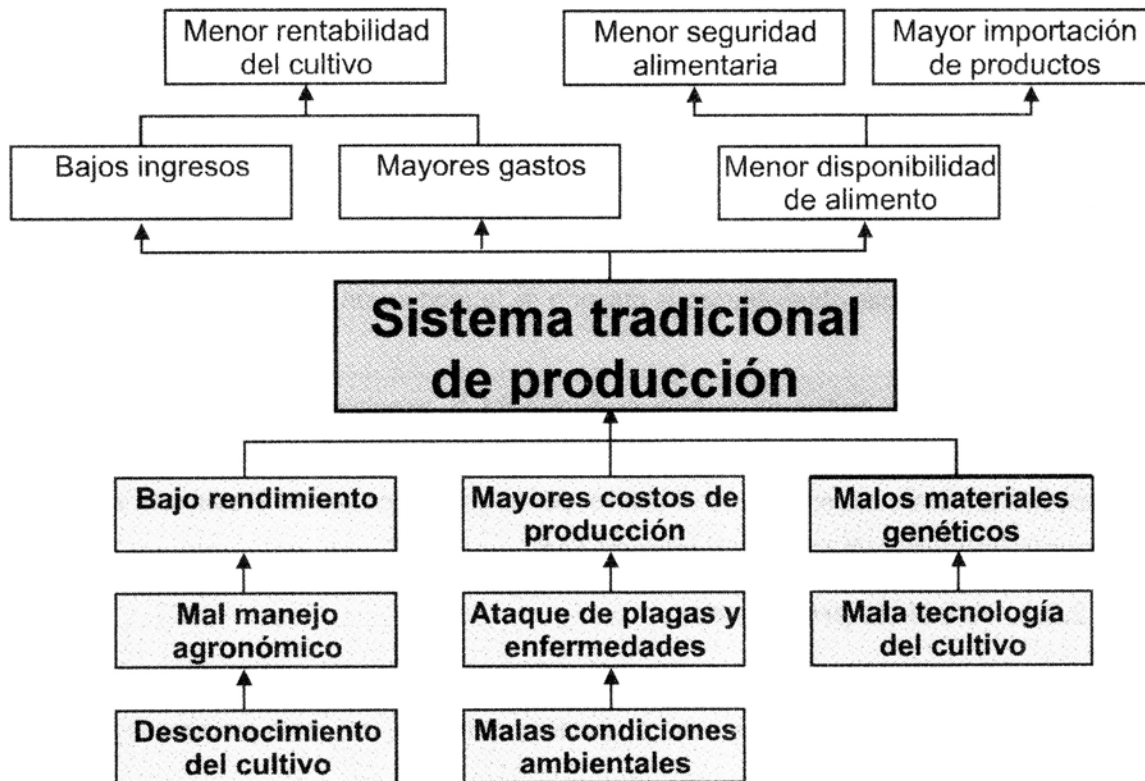 Menor rentabilidad
del cultivo
Menor seguridad
alimentaria
Mayor importación
de productos
Bajos ingresos
Mayores gastos
Menor disponibilidad
de alimento
Sistema tradicional
de producción
Bajo rendimiento
Mayores costos de
producción
Malos materiales
genéticos
Mal manejo
agronómico
Ataque de plagas y
enfermedades
Mala tecnología
del cultivo
Desconocimiento
del cultivo
Malas condiciones
ambientales